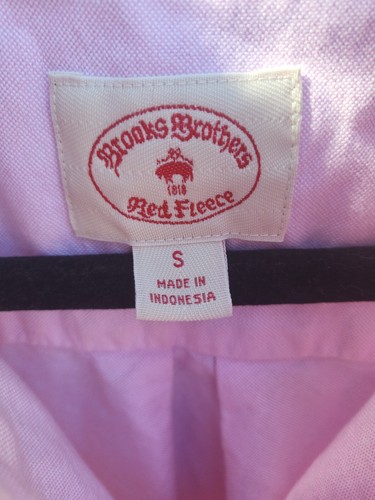 Brooks Brothers
1818
Red Fleece
S
MADE IN
INDONESIA